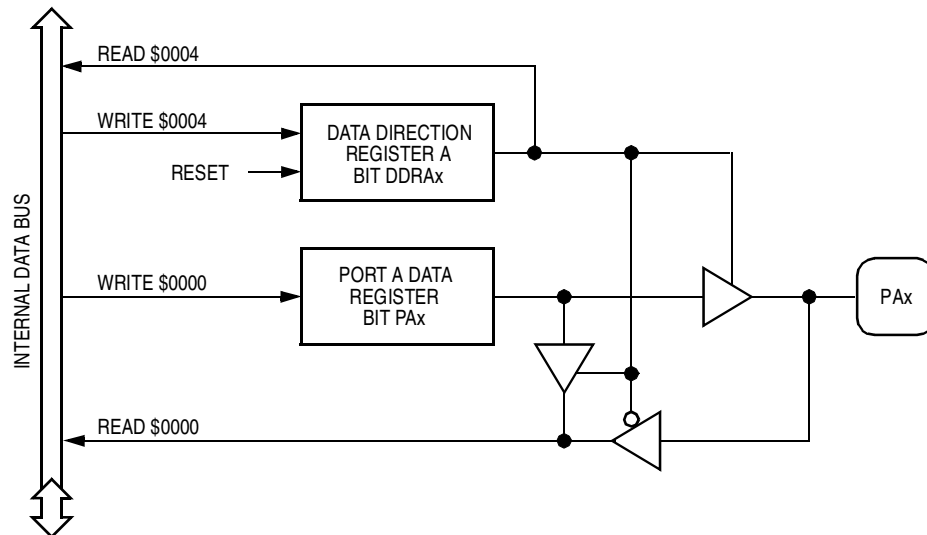 READ $0004
WRITE $0004
DATA DIRECTION
REGISTER A
BIT DDRAx
RESET
INTERNAL DATA BUS
WRITE $0000
PORT A DATA
REGISTER
BIT PAx
PAx
READ $0000